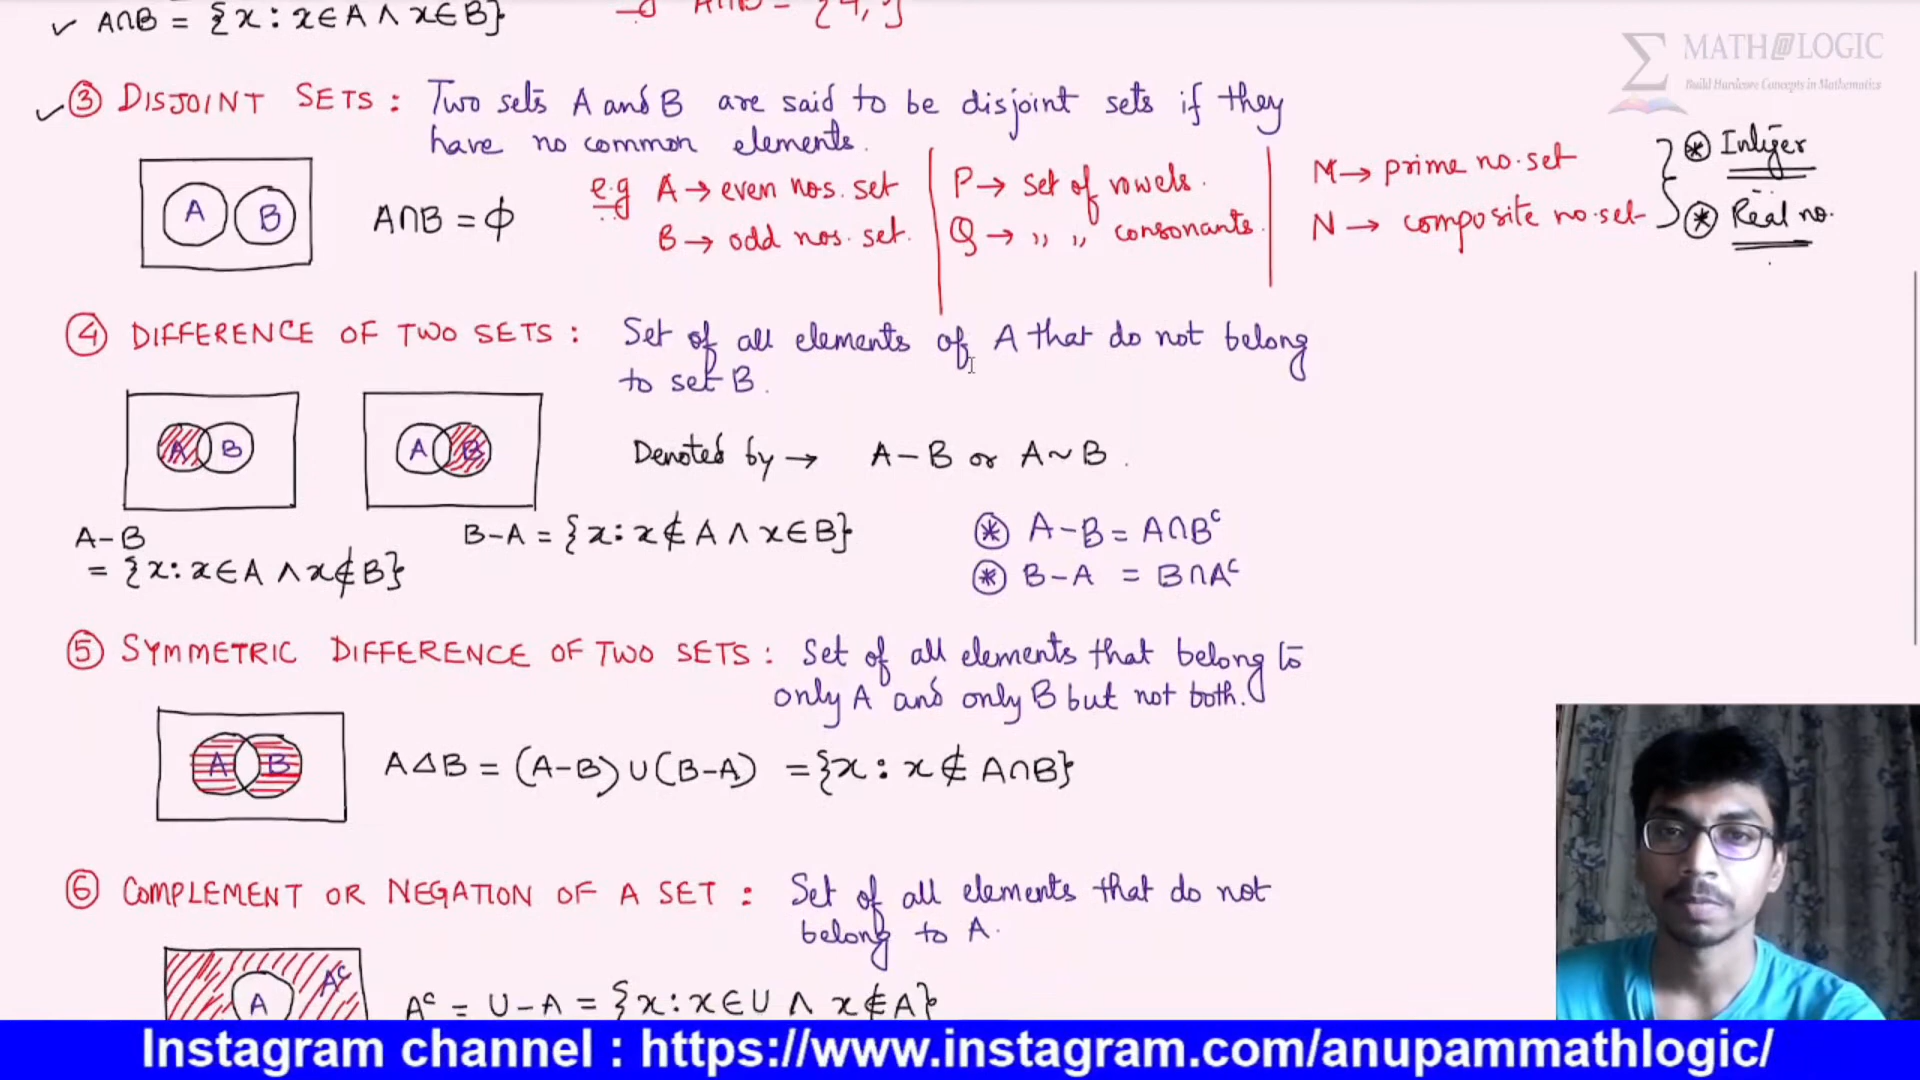 A∩B = {x : x∈A ∧ x∈B}
MATH@LOGIC
Build Hardcore Concepts in Mathematics
③ DISJOINT SETS : Two sets A and B are said to be disjoint sets if they
have no common elements.
A B
A∩B = ϕ
e.g A → even nos. set
B → odd nos. set.
P → set of vowels.
Q → ,, ,, consonants.
M → prime no. set
N → composite no. set
⊛ Integer
⊛ Real no.
④ DIFFERENCE OF TWO SETS : Set of all elements of A that do not belong
to set B.
A B
A B
Denoted by → A-B or A~B.
A-B
= {x : x∈A ∧ x∉B}
B-A = {x : x∉A ∧ x∈B}
⊛ A-B = A∩Bᶜ
⊛ B-A = B∩Aᶜ
⑤ SYMMETRIC DIFFERENCE OF TWO SETS : Set of all elements that belong to
only A and only B but not both.
A B
A△B = (A-B)∪(B-A) = {x : x∉A∩B}
⑥ COMPLEMENT OR NEGATION OF A SET : Set of all elements that do not
belong to A.
A Aᶜ
Aᶜ = U-A = {x : x∈U ∧ x∉A}
Instagram channel : https://www.instagram.com/anupammathlogic/